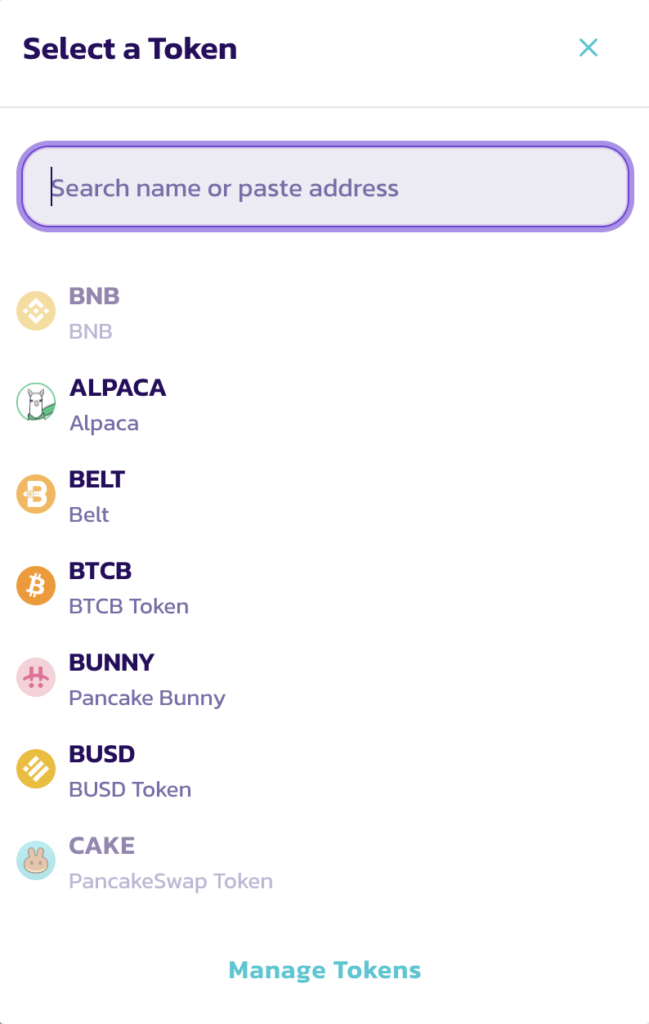 Select a Token
Search name or paste address
BNB
BNB
ALPACA
Alpaca
BELT
Belt
BTCB
BTCB Token
BUNNY
Pancake Bunny
BUSD
BUSD Token
CAKE
PancakeSwap Token
Manage Tokens